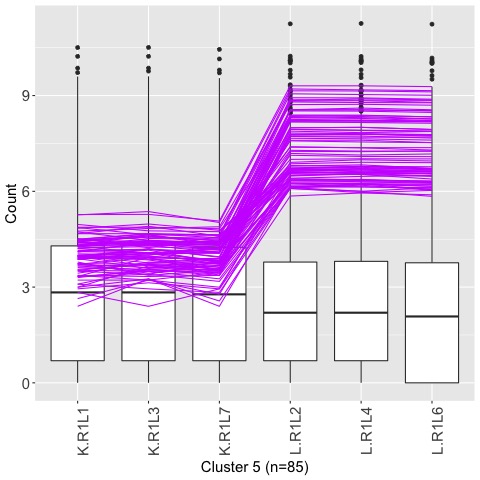 Count
9
6
3
0
K.R1L1
K.R1L3
K.R1L7
L.R1L2
L.R1L4
L.R1L6
Cluster 5 (n=85)